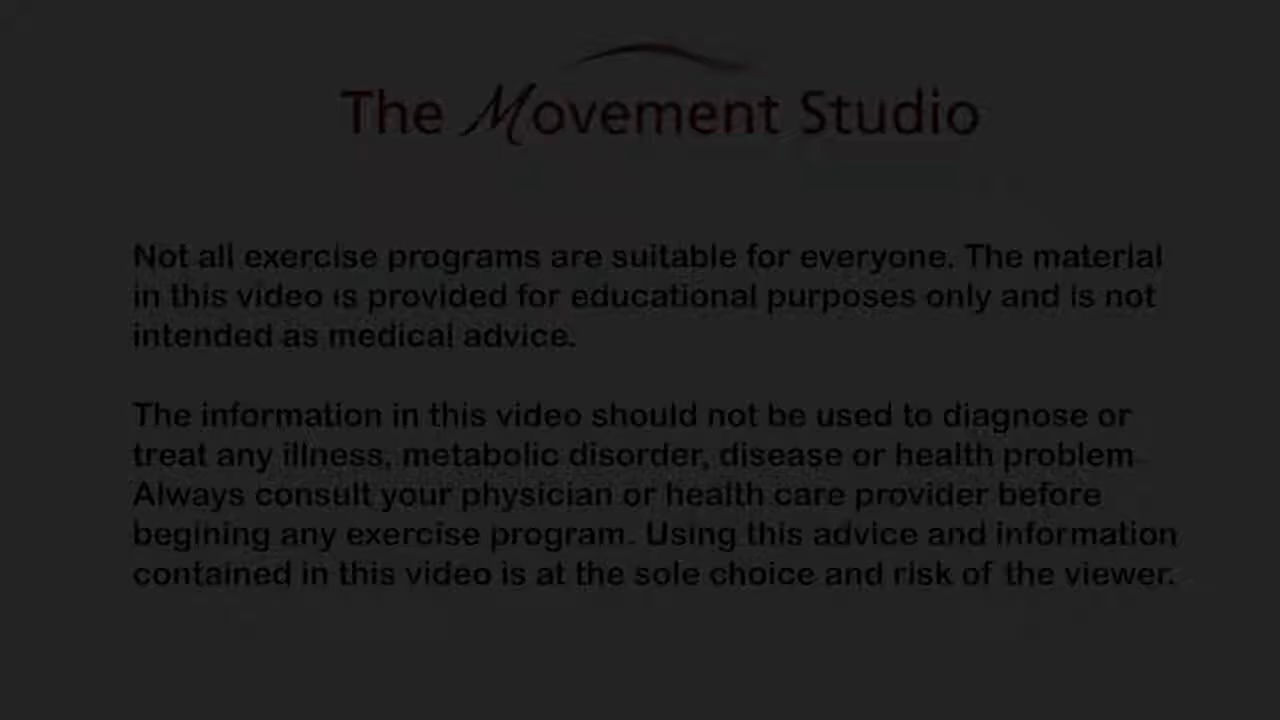 The Movement Studio
Not all exercise programs are suitable for everyone. The material
in this video is provided for educational purposes only and is not
intended as medical advice.
The information in this video should not be used to diagnose or
treat any illness, metabolic disorder, disease or health problem
Always consult your physician or health care provider before
begining any exercise program. Using this advice and information
contained in this video is at the sole choice and risk of the viewer.